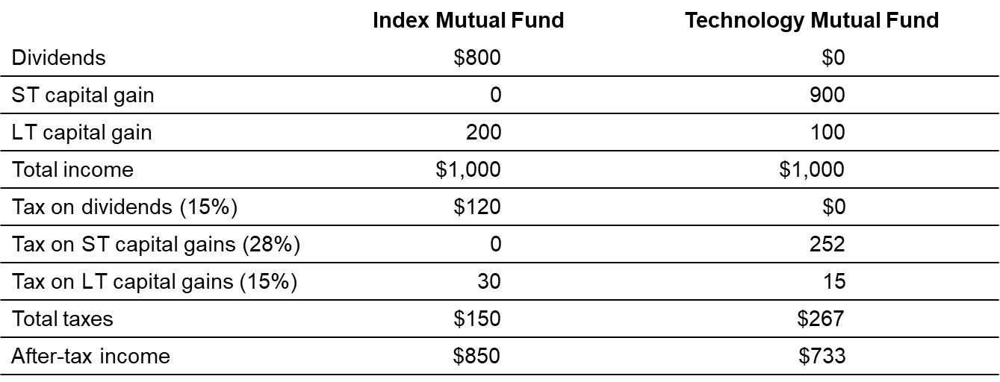 Index Mutual Fund Technology Mutual Fund
Dividends $800 $0
ST capital gain 0 900
LT capital gain 200 100
Total income $1,000 $1,000
Tax on dividends (15%) $120 $0
Tax on ST capital gains (28%) 0 252
Tax on LT capital gains (15%) 30 15
Total taxes $150 $267
After-tax income $850 $733